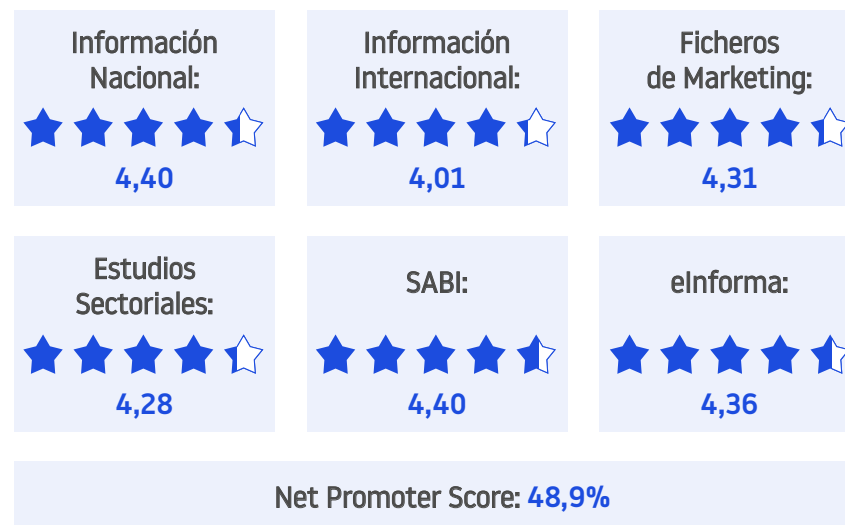 Información
Nacional:
4,40
Información
Internacional:
4,01
Ficheros
de Marketing:
4,31
Estudios
Sectoriales:
4,28
SABI:
4,40
eInforma:
4,36
Net Promoter Score: 48,9%